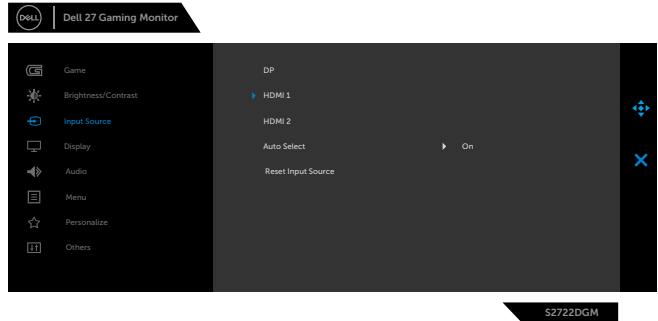 DELL
Dell 27 Gaming Monitor
Game
DP
Brightness/Contrast
HDMI 1
Input Source
HDMI 2
Display
Auto Select
On
Audio
Reset Input Source
Menu
Personalize
Others
S2722DGM